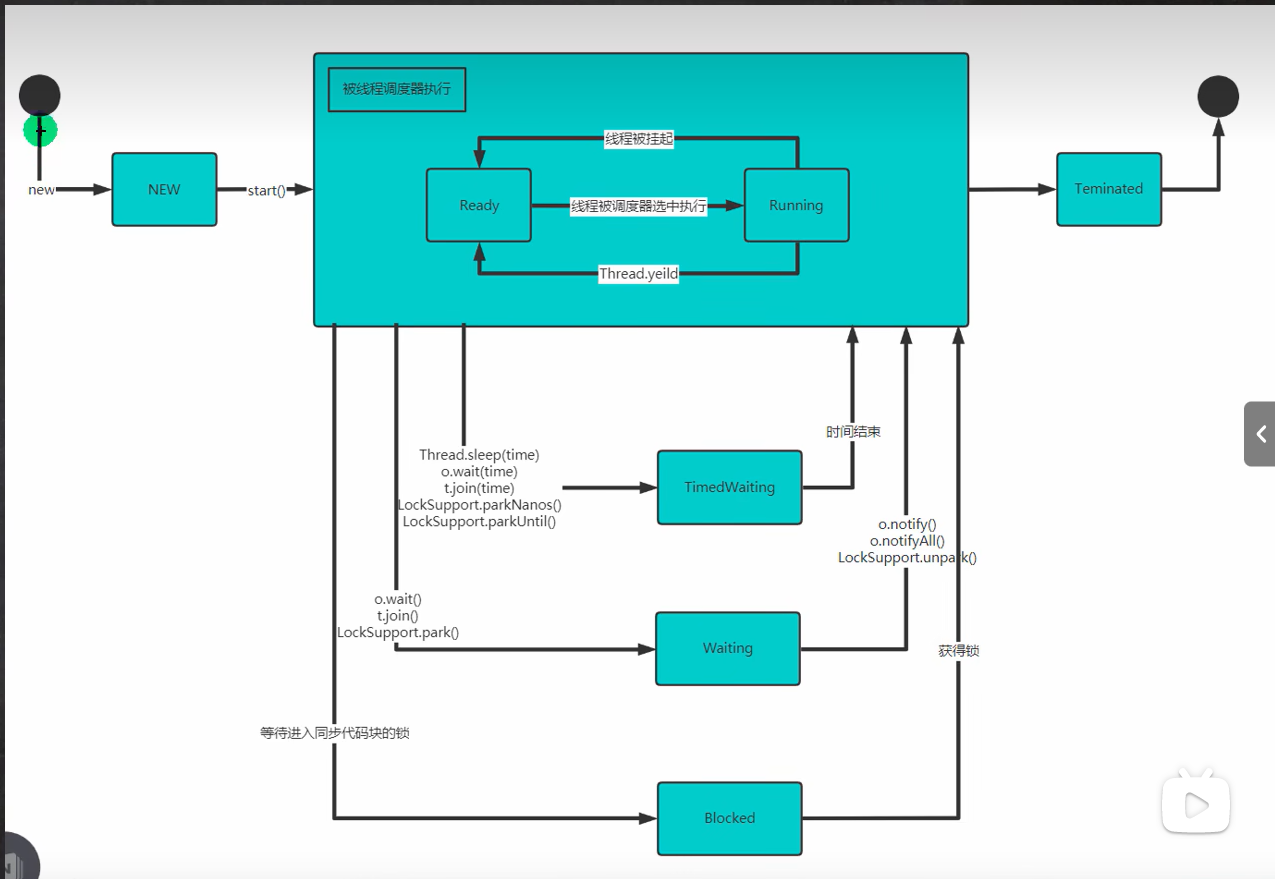 被线程调度器执行
线程被挂起
new
NEW
start()
Ready
线程被调度器选中执行
Running
Teminated
Thread.yeild
时间结束
Thread.sleep(time)
o.wait(time)
t.join(time)
LockSupport.parkNanos()
LockSupport.parkUntil()
TimedWaiting
o.notify()
o.notifyAll()
LockSupport.unpark()
o.wait()
t.join()
LockSupport.park()
Waiting
获得锁
等待进入同步代码块的锁
Blocked